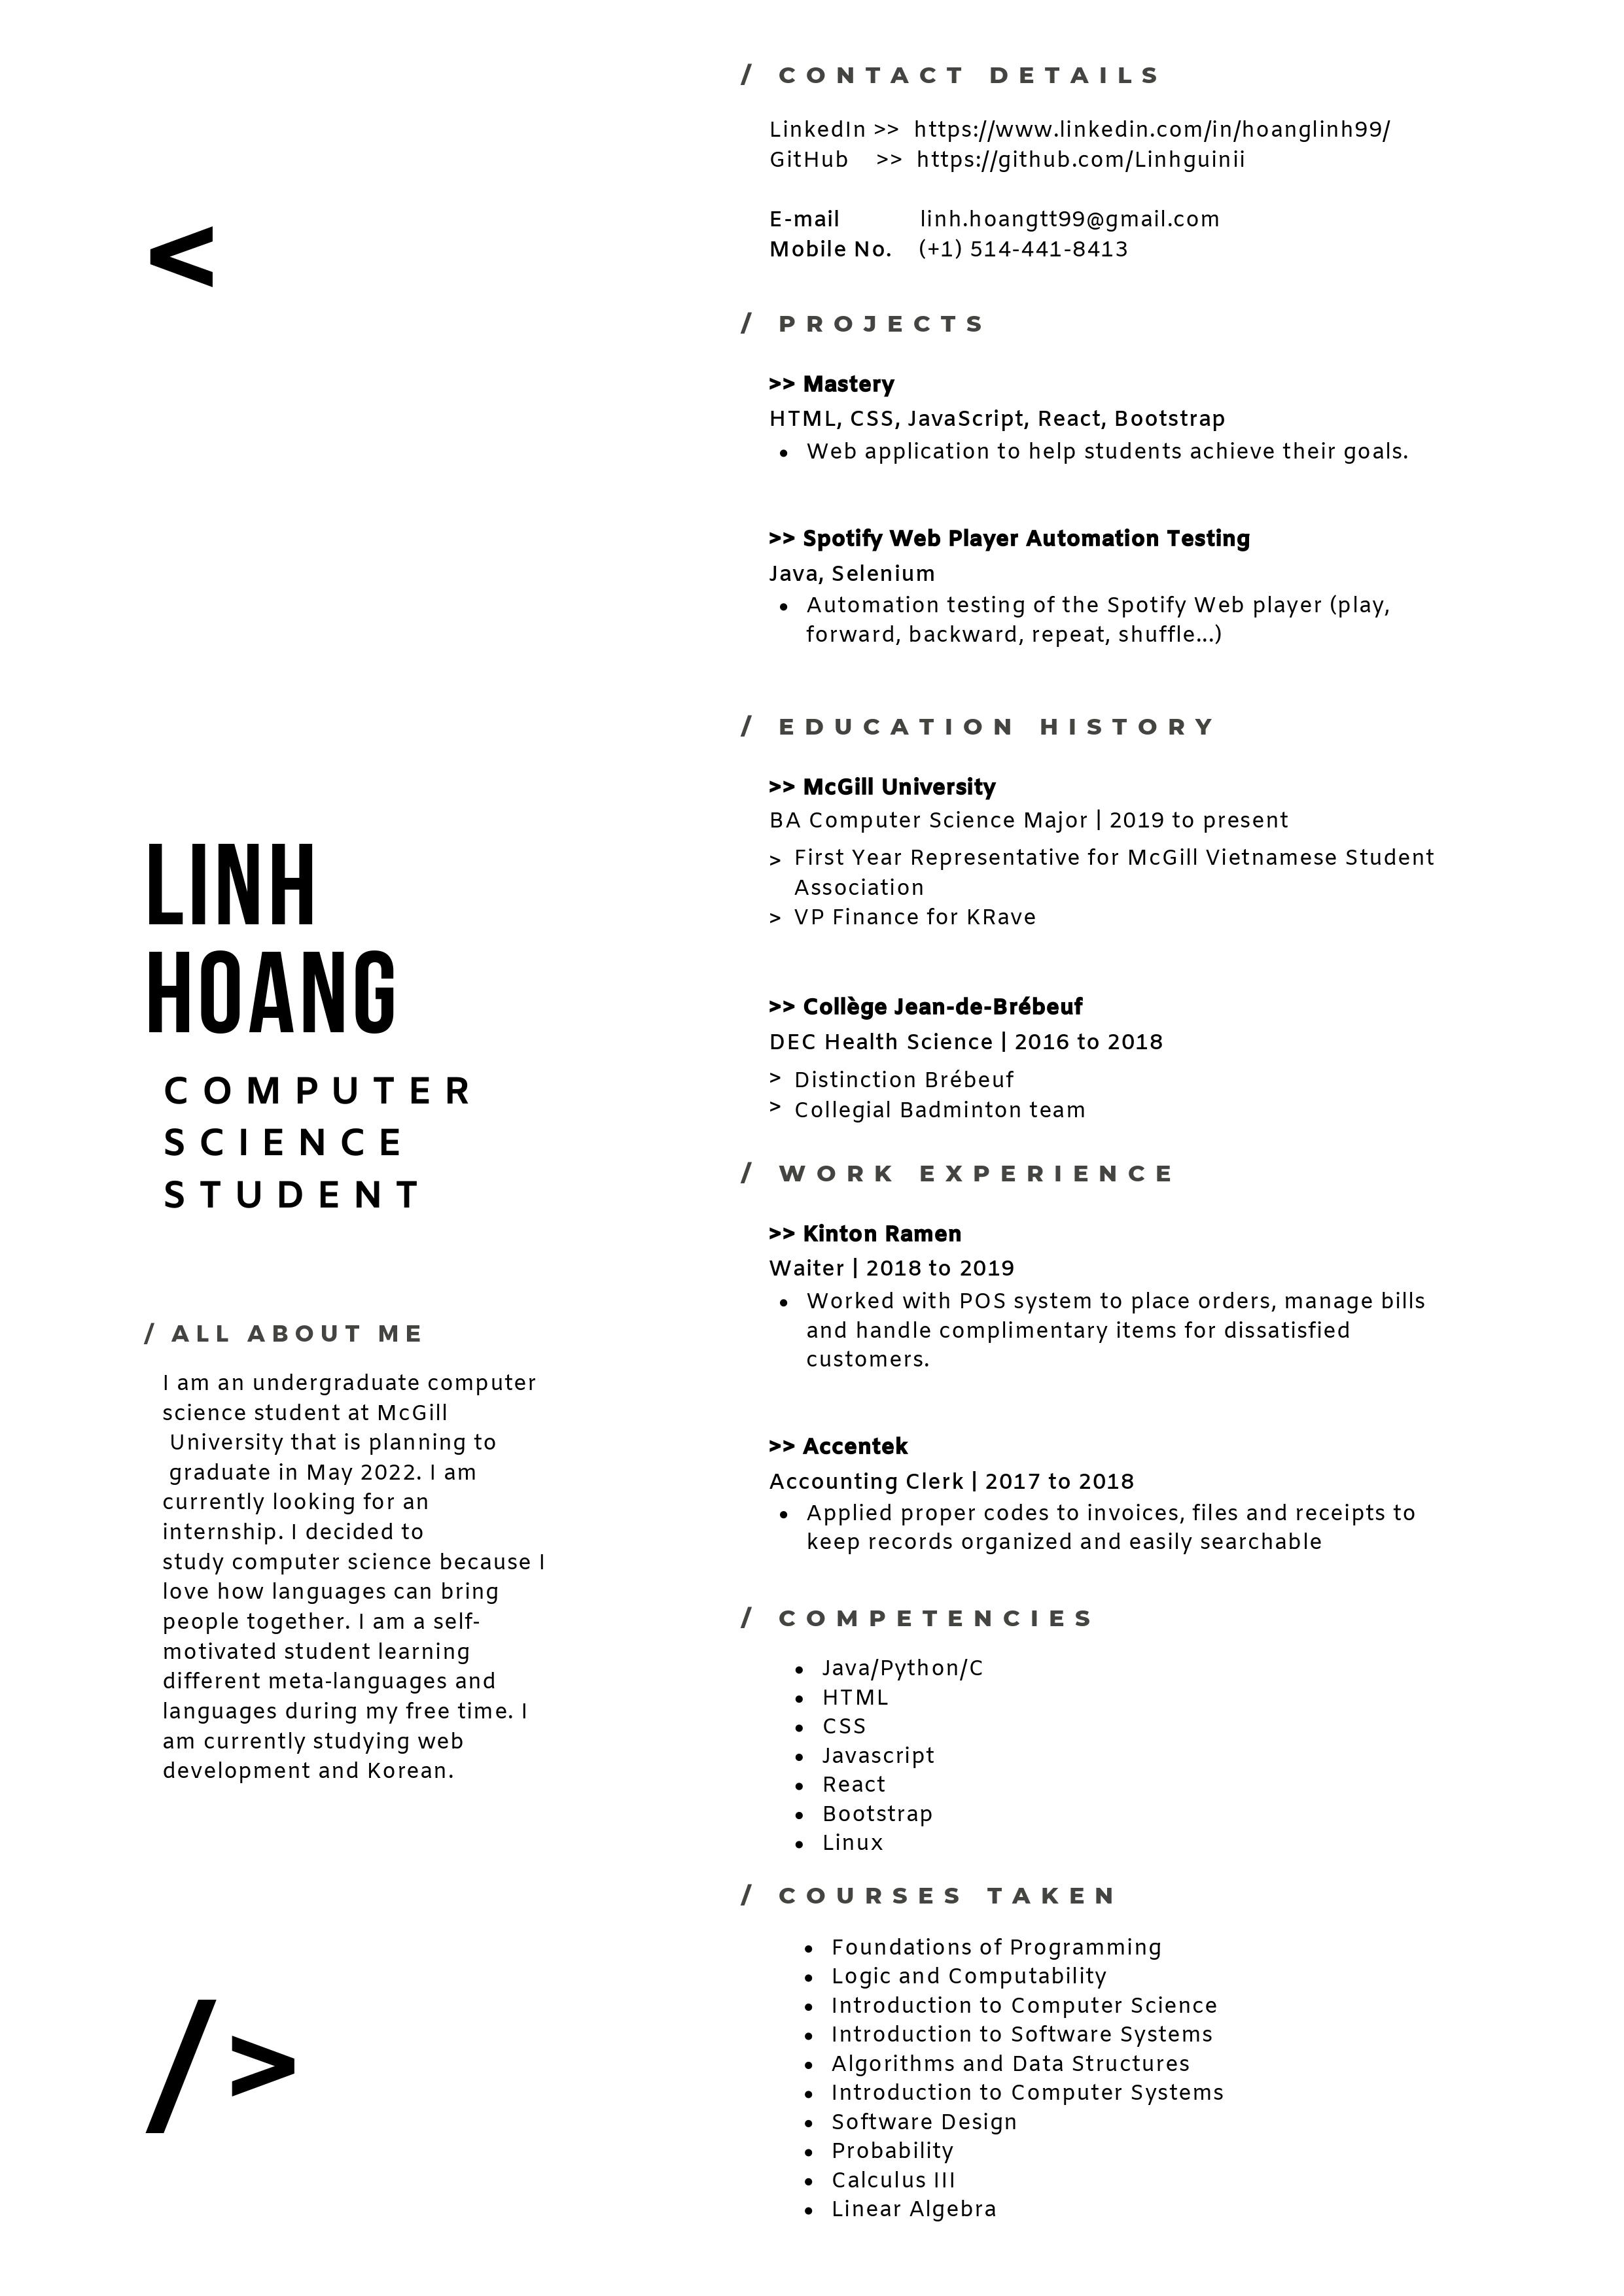 <
LINH
HOANG
COMPUTER
SCIENCE
STUDENT
/ ALL ABOUT ME
I am an undergraduate computer
science student at McGill
University that is planning to
graduate in May 2022. I am
currently looking for an
internship. I decided to
study computer science because I
love how languages can bring
people together. I am a self-
motivated student learning
different meta-languages and
languages during my free time. I
am currently studying web
development and Korean.
/>
/ CONTACT DETAILS
LinkedIn >> https://www.linkedin.com/in/hoanglinh99/
GitHub >> https://github.com/Linhguinii
E-mail linh.hoangtt99@gmail.com
Mobile No. (+1) 514-441-8413
/ PROJECTS
>> Mastery
HTML, CSS, JavaScript, React, Bootstrap
• Web application to help students achieve their goals.
>> Spotify Web Player Automation Testing
Java, Selenium
• Automation testing of the Spotify Web player (play,
forward, backward, repeat, shuffle...)
/ EDUCATION HISTORY
>> McGill University
BA Computer Science Major | 2019 to present
> First Year Representative for McGill Vietnamese Student
Association
> VP Finance for KRave
>> Collège Jean-de-Brébeuf
DEC Health Science | 2016 to 2018
> Distinction Brébeuf
> Collegial Badminton team
/ WORK EXPERIENCE
>> Kinton Ramen
Waiter | 2018 to 2019
• Worked with POS system to place orders, manage bills
and handle complimentary items for dissatisfied
customers.
>> Accentek
Accounting Clerk | 2017 to 2018
• Applied proper codes to invoices, files and receipts to
keep records organized and easily searchable
/ COMPETENCIES
• Java/Python/C
• HTML
• CSS
• Javascript
• React
• Bootstrap
• Linux
/ COURSES TAKEN
• Foundations of Programming
• Logic and Computability
• Introduction to Computer Science
• Introduction to Software Systems
• Algorithms and Data Structures
• Introduction to Computer Systems
• Software Design
• Probability
• Calculus III
• Linear Algebra